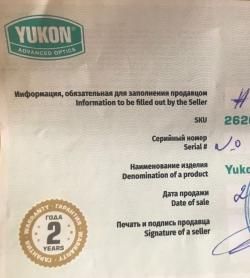 YUKON®
ADVANCED OPTICS
Информация, обязательная для заполнения продавцом
Information to be filled out by the Seller
SKU
Серийный номер
Serial #
Наименование изделия
Denomination of a product
Дата продажи
Date of sale
Печать и подпись продавца
Signature of a seller
2626
№
Yuko
ГОДА
2
YEARS
WARRANTY · ГАРАНТИЯ